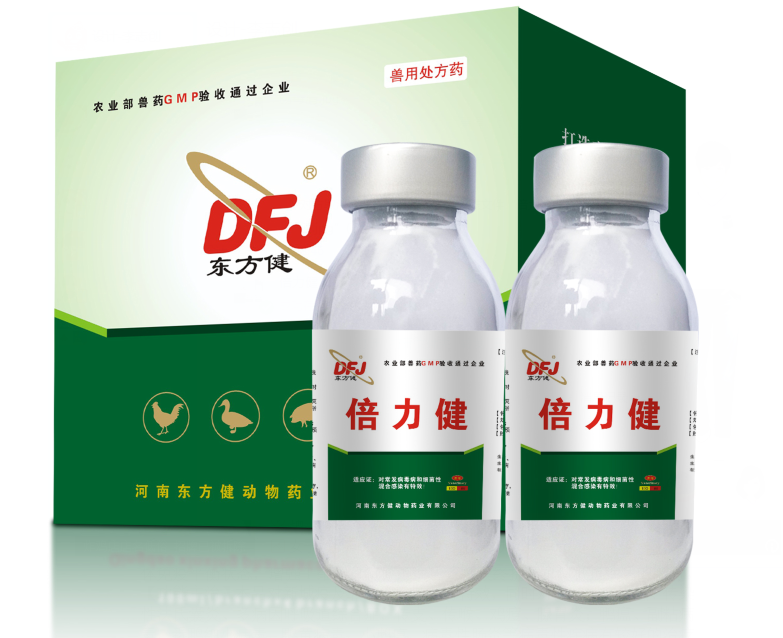 兽用处方药
农业部兽药GMP验收通过企业
DFJ®
东方健
河南东方健动物药
DFJ®
东方健
农业部兽药GMP验收通过企业
倍力健
适应证：对常发病毒病和细菌性
混合感染有特效！
河南东方健动物药业有限公司
DFJ®
东方健
农业部兽药GMP验收通过企业
倍力健
适应证：对常发病毒病和细菌性
混合感染有特效！
河南东方健动物药业有限公司